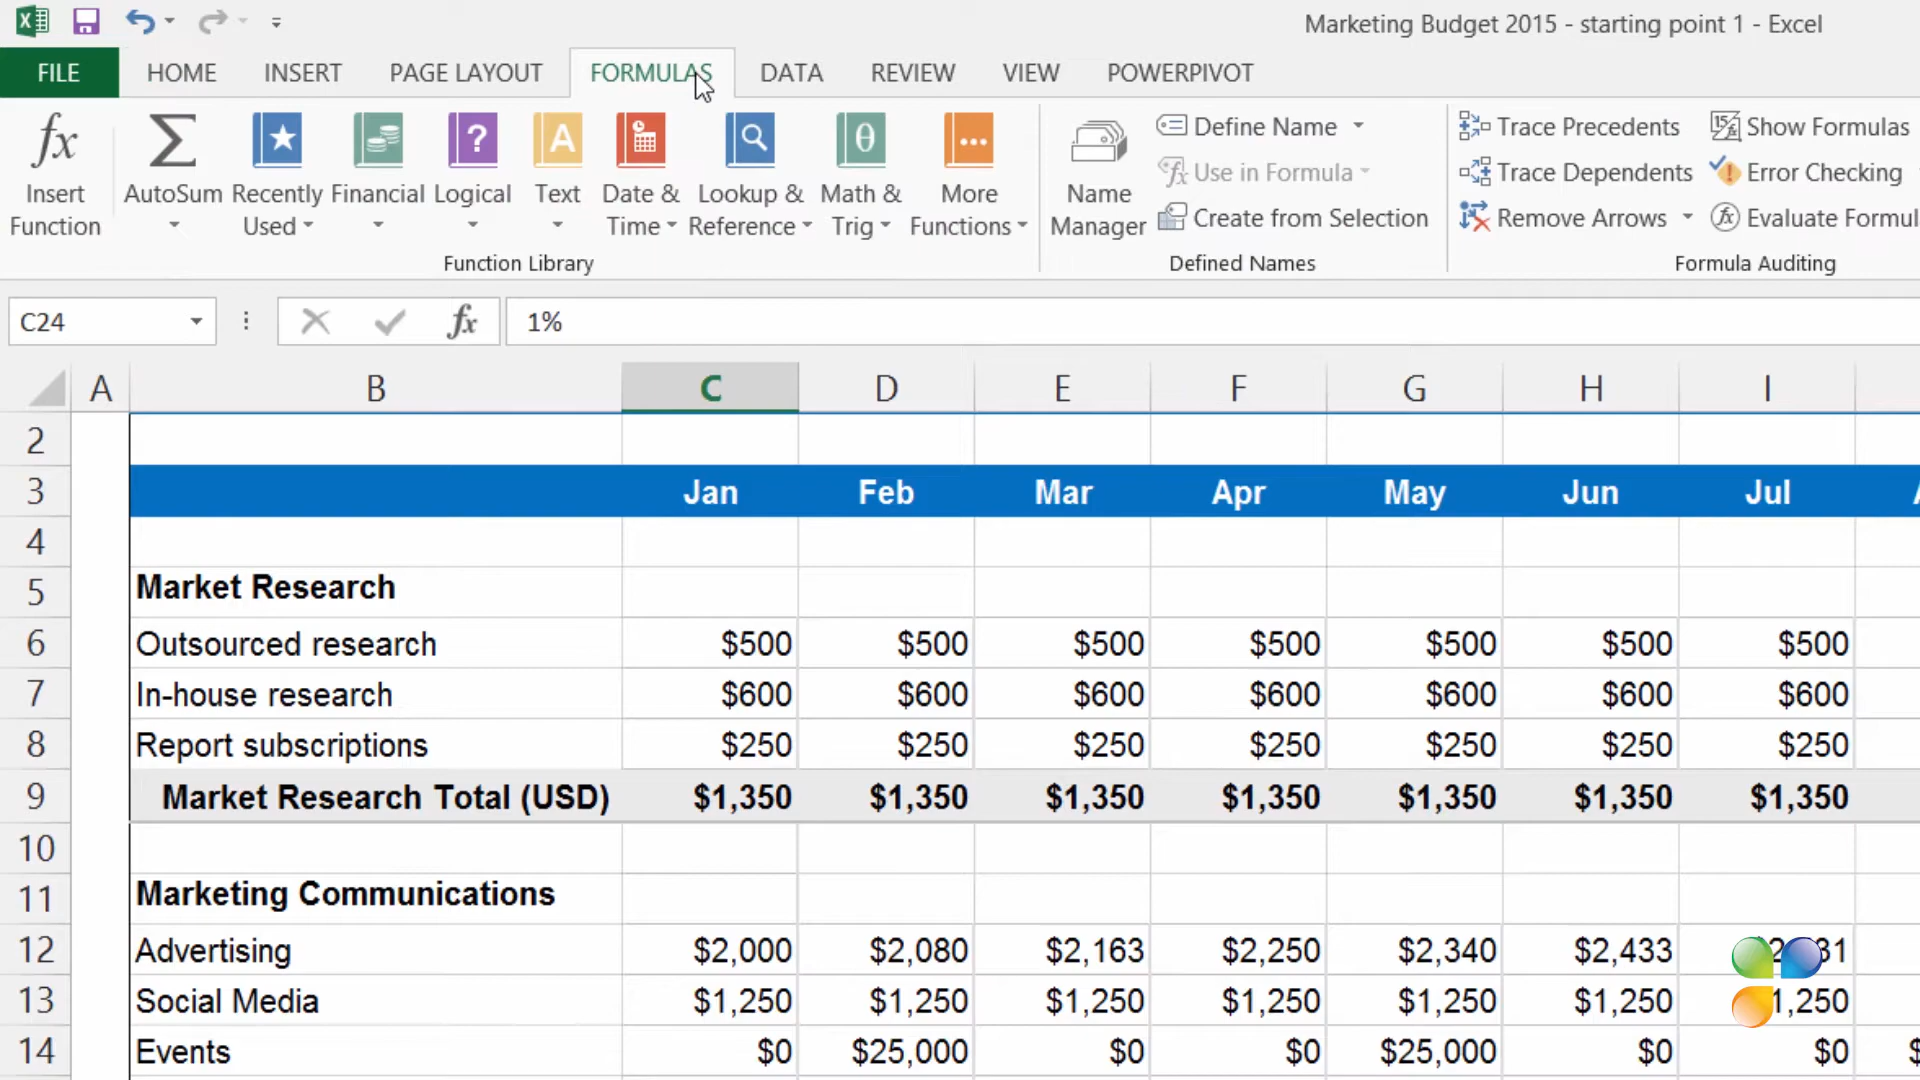 Marketing Budget 2015 - starting point 1 - Excel
FILE HOME INSERT PAGE LAYOUT FORMULAS DATA REVIEW VIEW POWERPIVOT
fx Insert Function
AutoSum
Recently Used
Financial
Logical
Text
Date & Time
Lookup & Reference
Math & Trig
More Functions
Function Library
Name Manager
Define Name
Use in Formula
Create from Selection
Defined Names
Trace Precedents
Trace Dependents
Remove Arrows
Show Formulas
Error Checking
Evaluate Formul
Formula Auditing
C24 fx 1%
A B C D E F G H I
2
3 Jan Feb Mar Apr May Jun Jul
4
5 Market Research
6 Outsourced research $500 $500 $500 $500 $500 $500 $500
7 In-house research $600 $600 $600 $600 $600 $600 $600
8 Report subscriptions $250 $250 $250 $250 $250 $250 $250
9 Market Research Total (USD) $1,350 $1,350 $1,350 $1,350 $1,350 $1,350 $1,350
10
11 Marketing Communications
12 Advertising $2,000 $2,080 $2,163 $2,250 $2,340 $2,433
13 Social Media $1,250 $1,250 $1,250 $1,250 $1,250 $1,250 1,250
14 Events $0 $25,000 $0 $0 $25,000 $0 $0